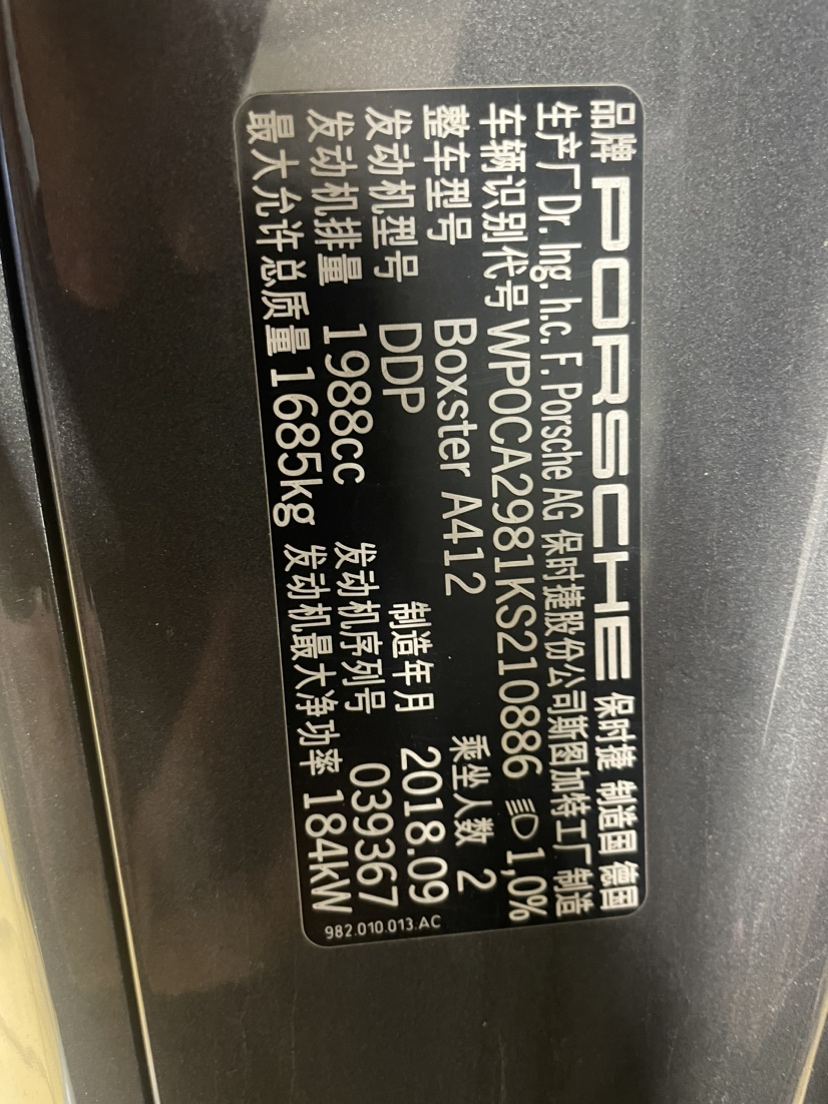 品牌 PORSCHE 保时捷 制造国 德国
生产厂Dr. Ing. h.c. F. Porsche AG 保时捷股份公司斯图加特工厂 制造
车辆识别代号 WP0CA2981KS210886 1,0%
整车型号 Boxster A412 乘坐人数 2
发动机型号 DDP 制造年月 2018.09
发动机排量 1988cc 发动机序列号 039367
最大允许总质量 1685kg 发动机最大净功率 184kW
982.010.013.AC